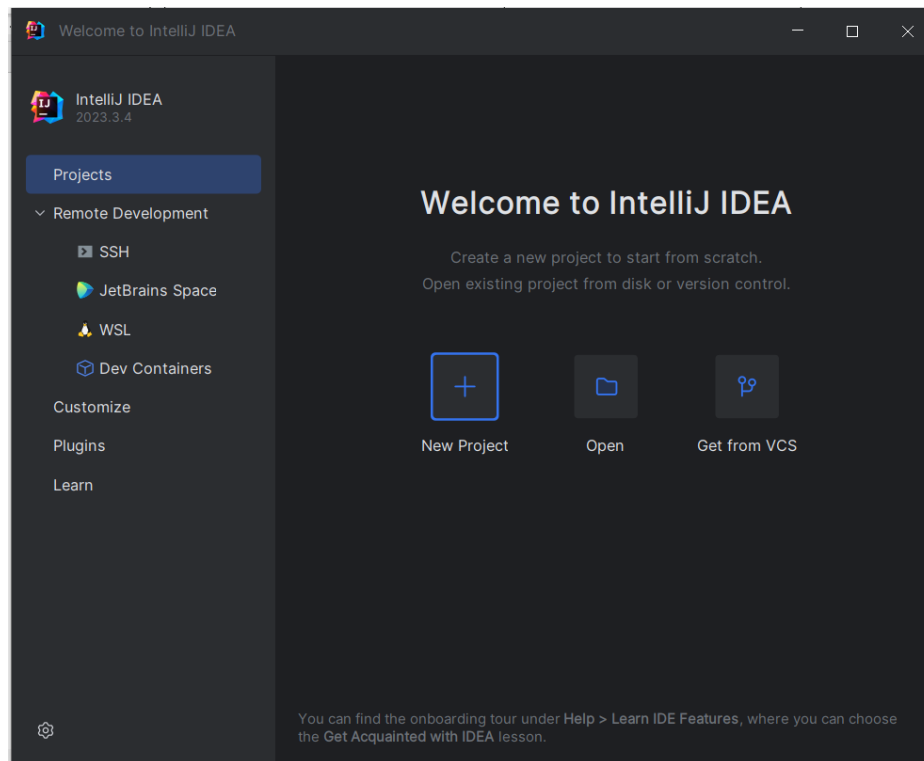 Welcome to IntelliJ IDEA
IntelliJ IDEA
2023.3.4
Projects
Remote Development
SSH
JetBrains Space
WSL
Dev Containers
Customize
Plugins
Learn
Welcome to IntelliJ IDEA
Create a new project to start from scratch.
Open existing project from disk or version control.
New Project
Open
Get from VCS
You can find the onboarding tour under Help > Learn IDE Features, where you can choose
the Get Acquainted with IDEA lesson.